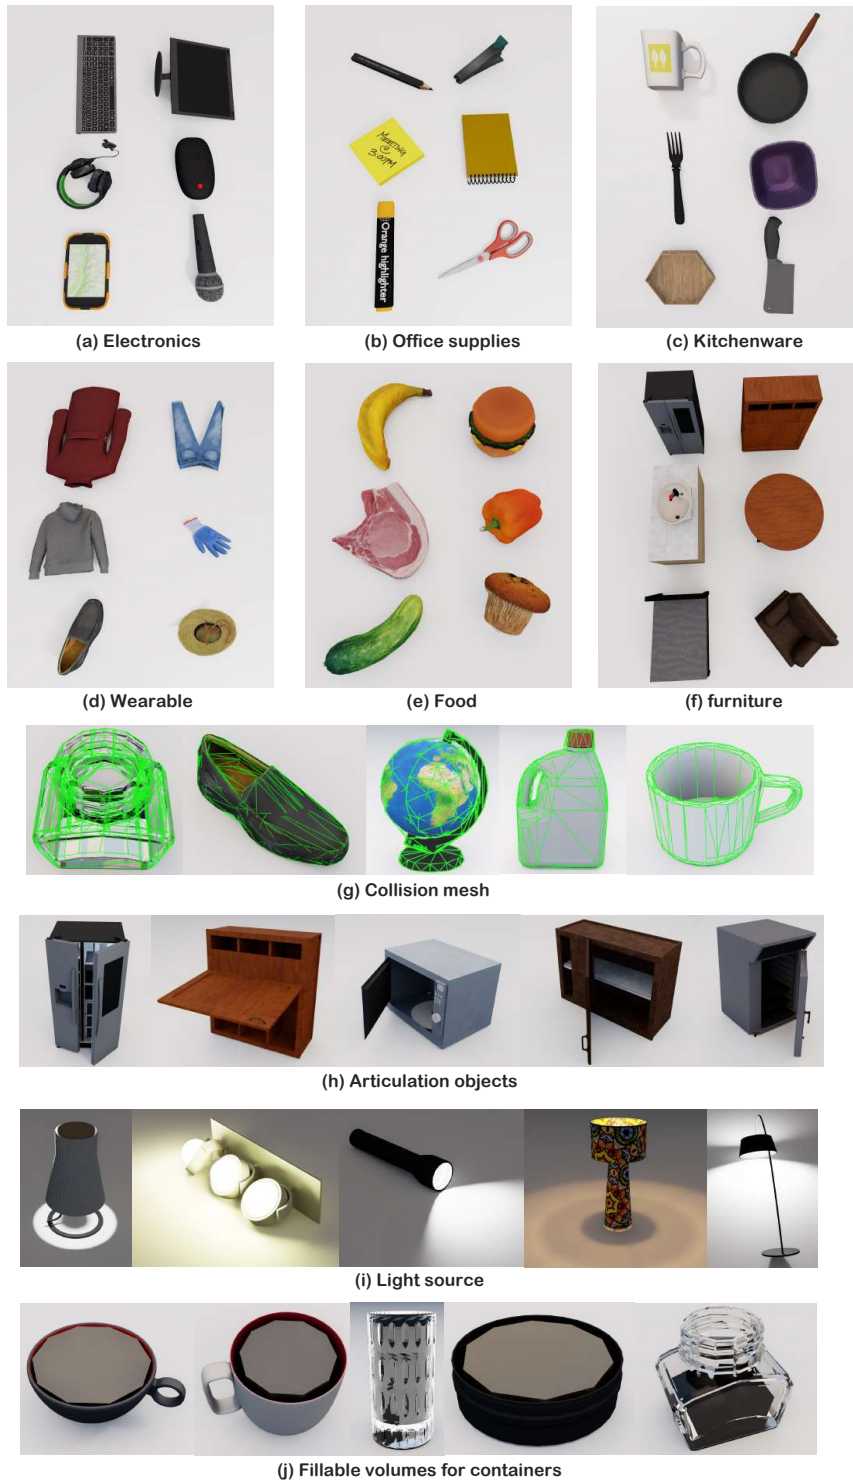 MEETING
@
3:00PM
Orange highlighter
(a) Electronics
(b) Office supplies
(c) Kitchenware
(d) Wearable
(e) Food
(f) furniture
(g) Collision mesh
(h) Articulation objects
(i) Light source
(j) Fillable volumes for containers